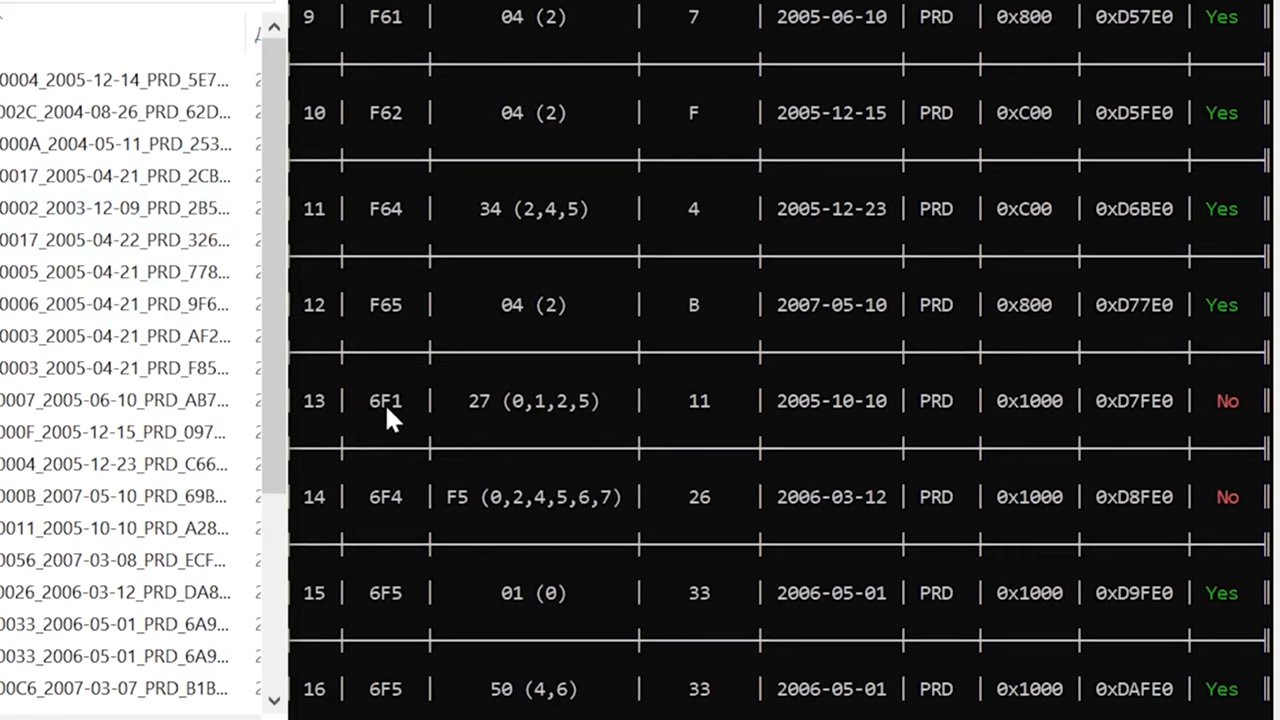 0004_2005-12-14_PRD_5E7...
002C_2004-08-26_PRD_62D...
000A_2004-05-11_PRD_253...
0017_2005-04-21_PRD_2CB...
0002_2003-12-09_PRD_2B5...
0017_2005-04-22_PRD_326...
0005_2005-04-21_PRD_778...
0006_2005-04-21_PRD_9F6...
0003_2005-04-21_PRD_AF2...
0003_2005-04-21_PRD_F85...
0007_2005-06-10_PRD_AB7...
000F_2005-12-15_PRD_097...
0004_2005-12-23_PRD_C66...
000B_2007-05-10_PRD_69B...
0011_2005-10-10_PRD_A28...
0056_2007-03-08_PRD_ECF...
0026_2006-03-12_PRD_DA8...
0033_2006-05-01_PRD_6A9...
0033_2006-05-01_PRD_6A9...
00C6_2007-03-07_PRD_B1B...
9 | F61 | 04 (2) | 7 | 2005-06-10 | PRD | 0x800 | 0xD57E0 | Yes
10 | F62 | 04 (2) | F | 2005-12-15 | PRD | 0xC00 | 0xD5FE0 | Yes
11 | F64 | 34 (2,4,5) | 4 | 2005-12-23 | PRD | 0xC00 | 0xD6BE0 | Yes
12 | F65 | 04 (2) | B | 2007-05-10 | PRD | 0x800 | 0xD77E0 | Yes
13 | 6F1 | 27 (0,1,2,5) | 11 | 2005-10-10 | PRD | 0x1000 | 0xD7FE0 | No
14 | 6F4 | F5 (0,2,4,5,6,7) | 26 | 2006-03-12 | PRD | 0x1000 | 0xD8FE0 | No
15 | 6F5 | 01 (0) | 33 | 2006-05-01 | PRD | 0x1000 | 0xD9FE0 | Yes
16 | 6F5 | 50 (4,6) | 33 | 2006-05-01 | PRD | 0x1000 | 0xDAFE0 | Yes